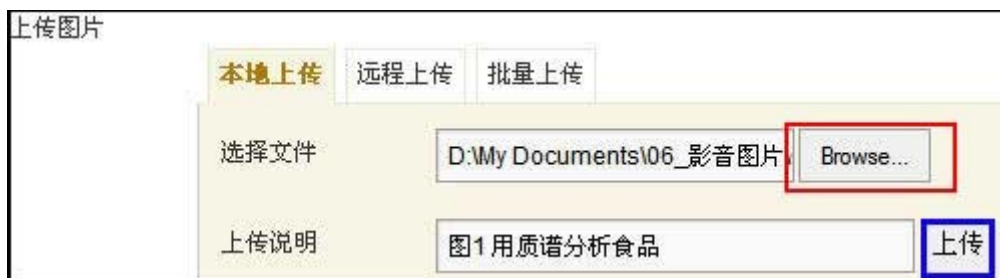 上传图片
本地上传 远程上传 批量上传
选择文件 D:\My Documents\06_影音图片 Browse...
上传说明 图1 用质谱分析食品 上传